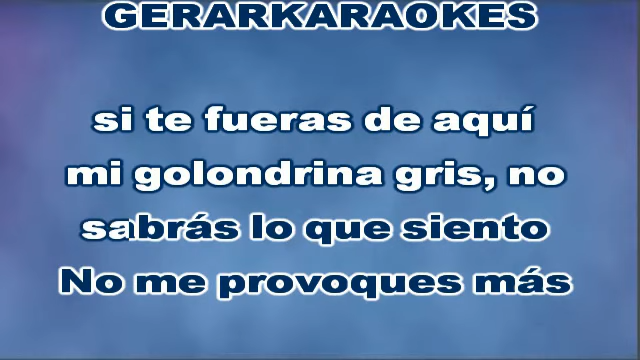 GERARKARAOKES
si te fueras de aquí
mi golondrina gris, no
sabrás lo que siento
No me provoques más